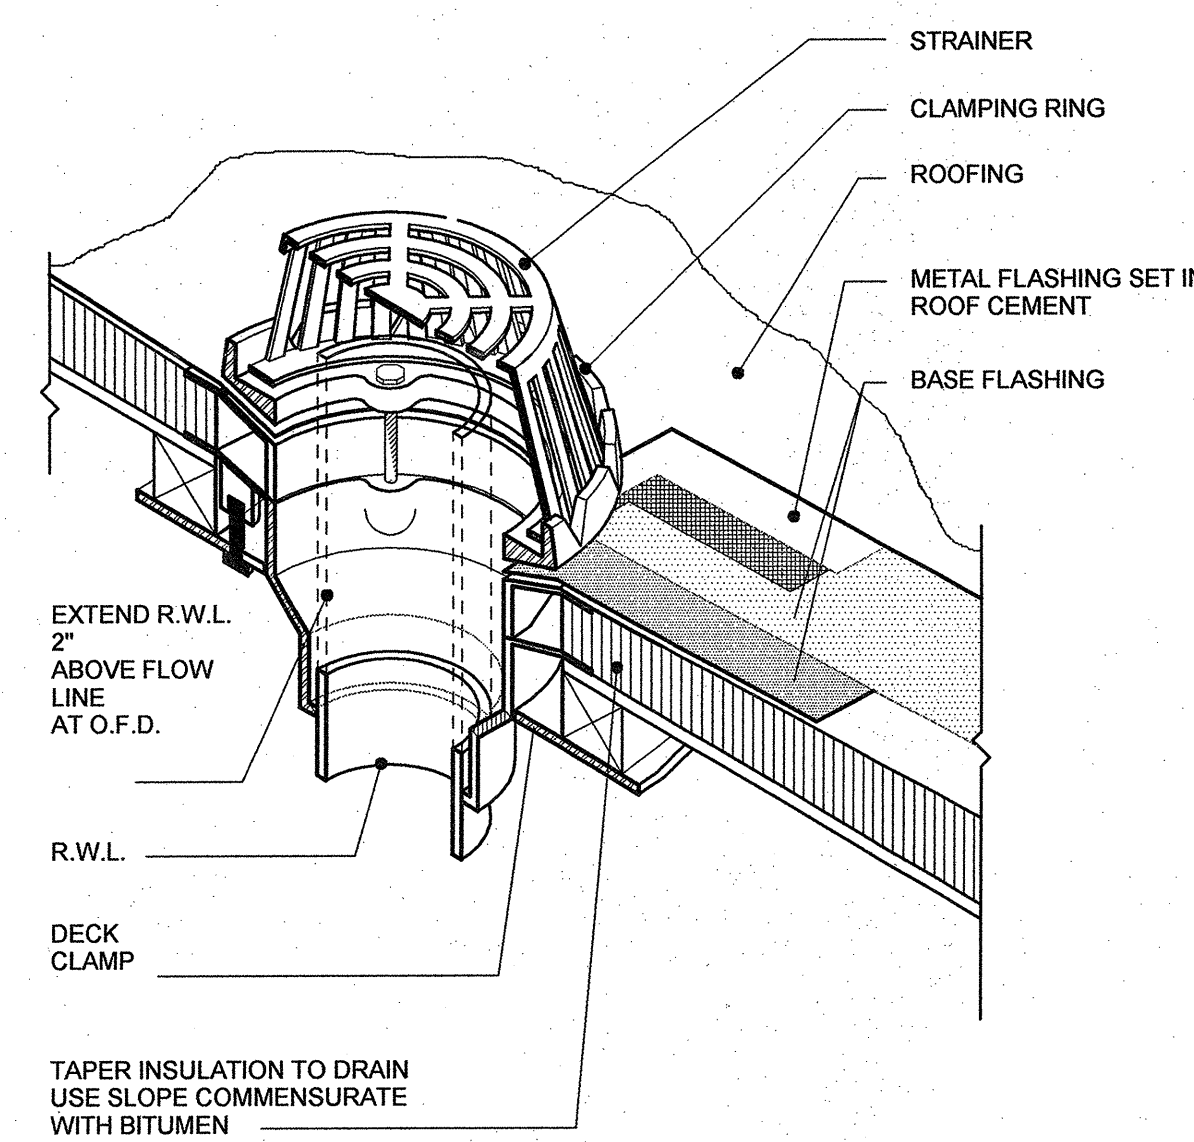 STRAINER
CLAMPING RING
ROOFING
METAL FLASHING SET I
ROOF CEMENT
BASE FLASHING
EXTEND R.W.L.
2"
ABOVE FLOW
LINE
AT O.F.D.
R.W.L.
DECK
CLAMP
TAPER INSULATION TO DRAIN
USE SLOPE COMMENSURATE
WITH BITUMEN